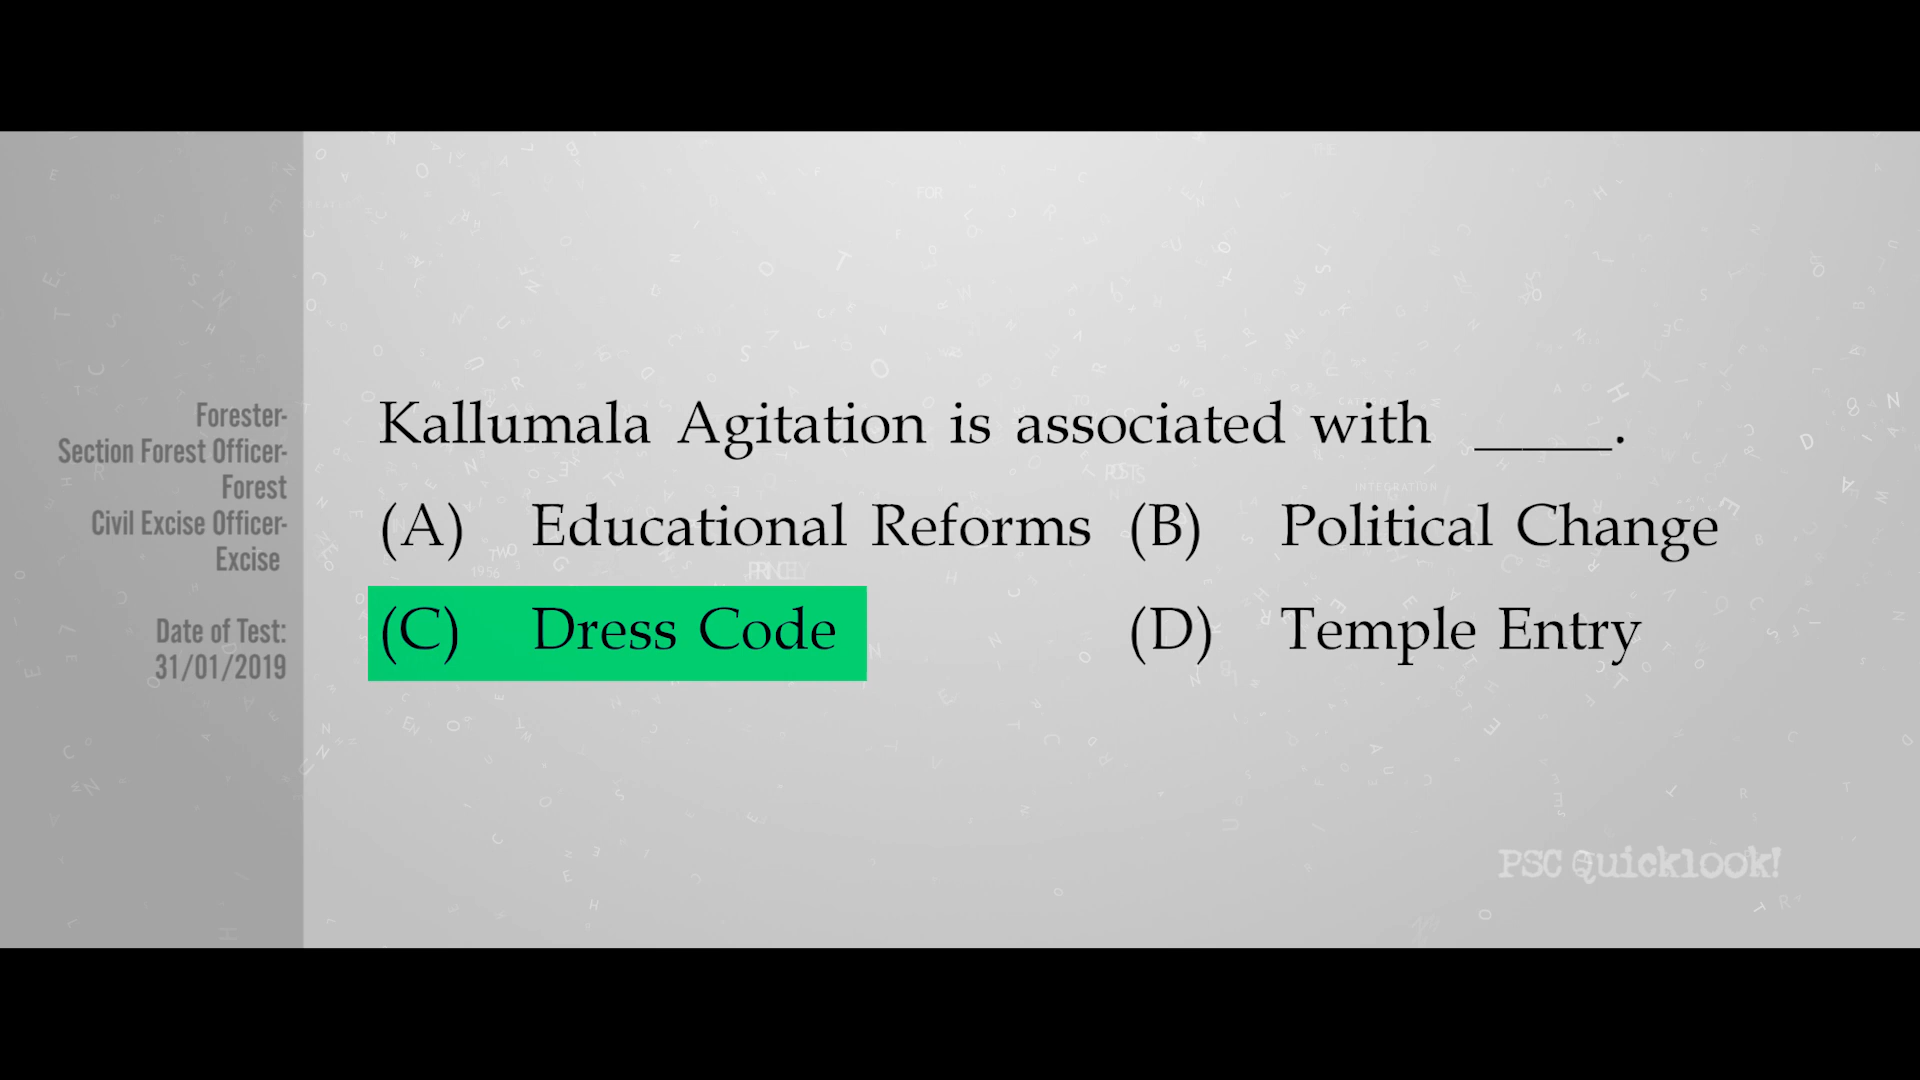 Forester-
Section Forest Officer-
Forest
Civil Excise Officer-
Excise
Date of Test:
31/01/2019
Kallumala Agitation is associated with _____.
(A) Educational Reforms (B) Political Change
(C) Dress Code (D) Temple Entry
PSC Quicklook!